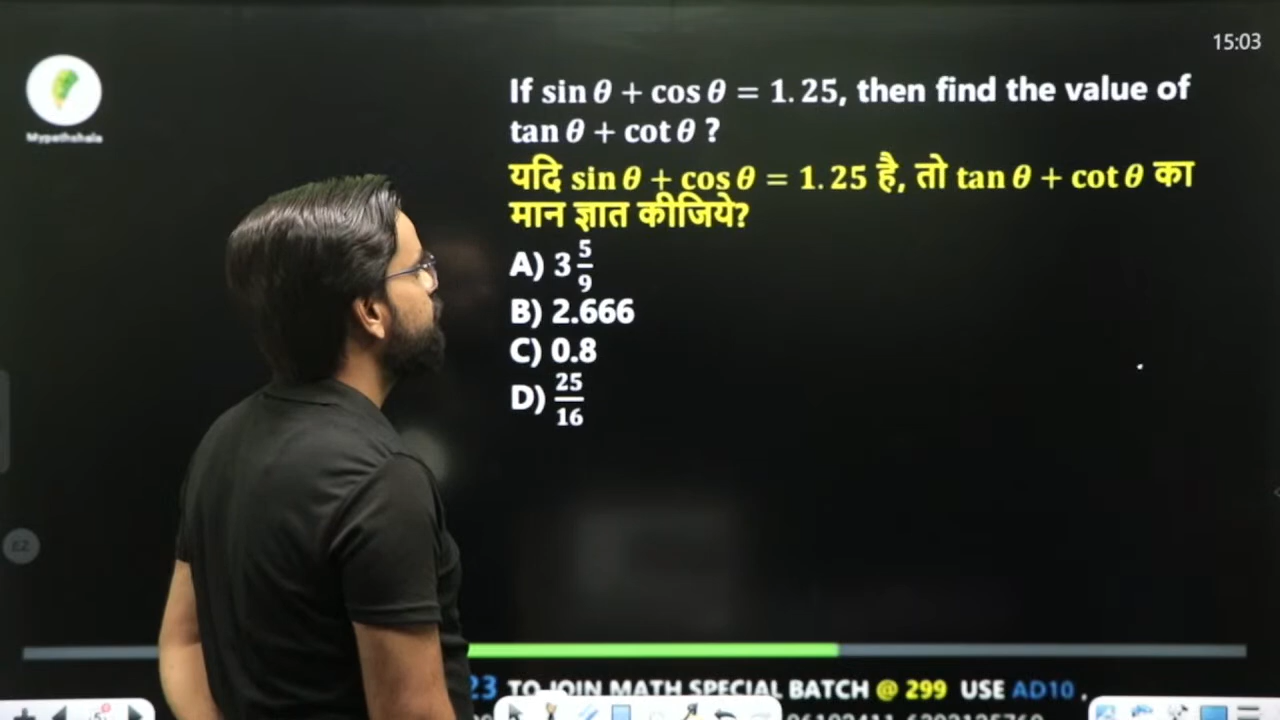 15:03
Mypathshala
If sin θ + cos θ = 1.25, then find the value of
tan θ + cot θ ?
यदि sin θ + cos θ = 1.25 है, तो tan θ + cot θ का
मान ज्ञात कीजिये?
A) 3 5/9
B) 2.666
C) 0.8
D) 25/16
23 TO JOIN MATH SPECIAL BATCH @ 299 USE AD10 .